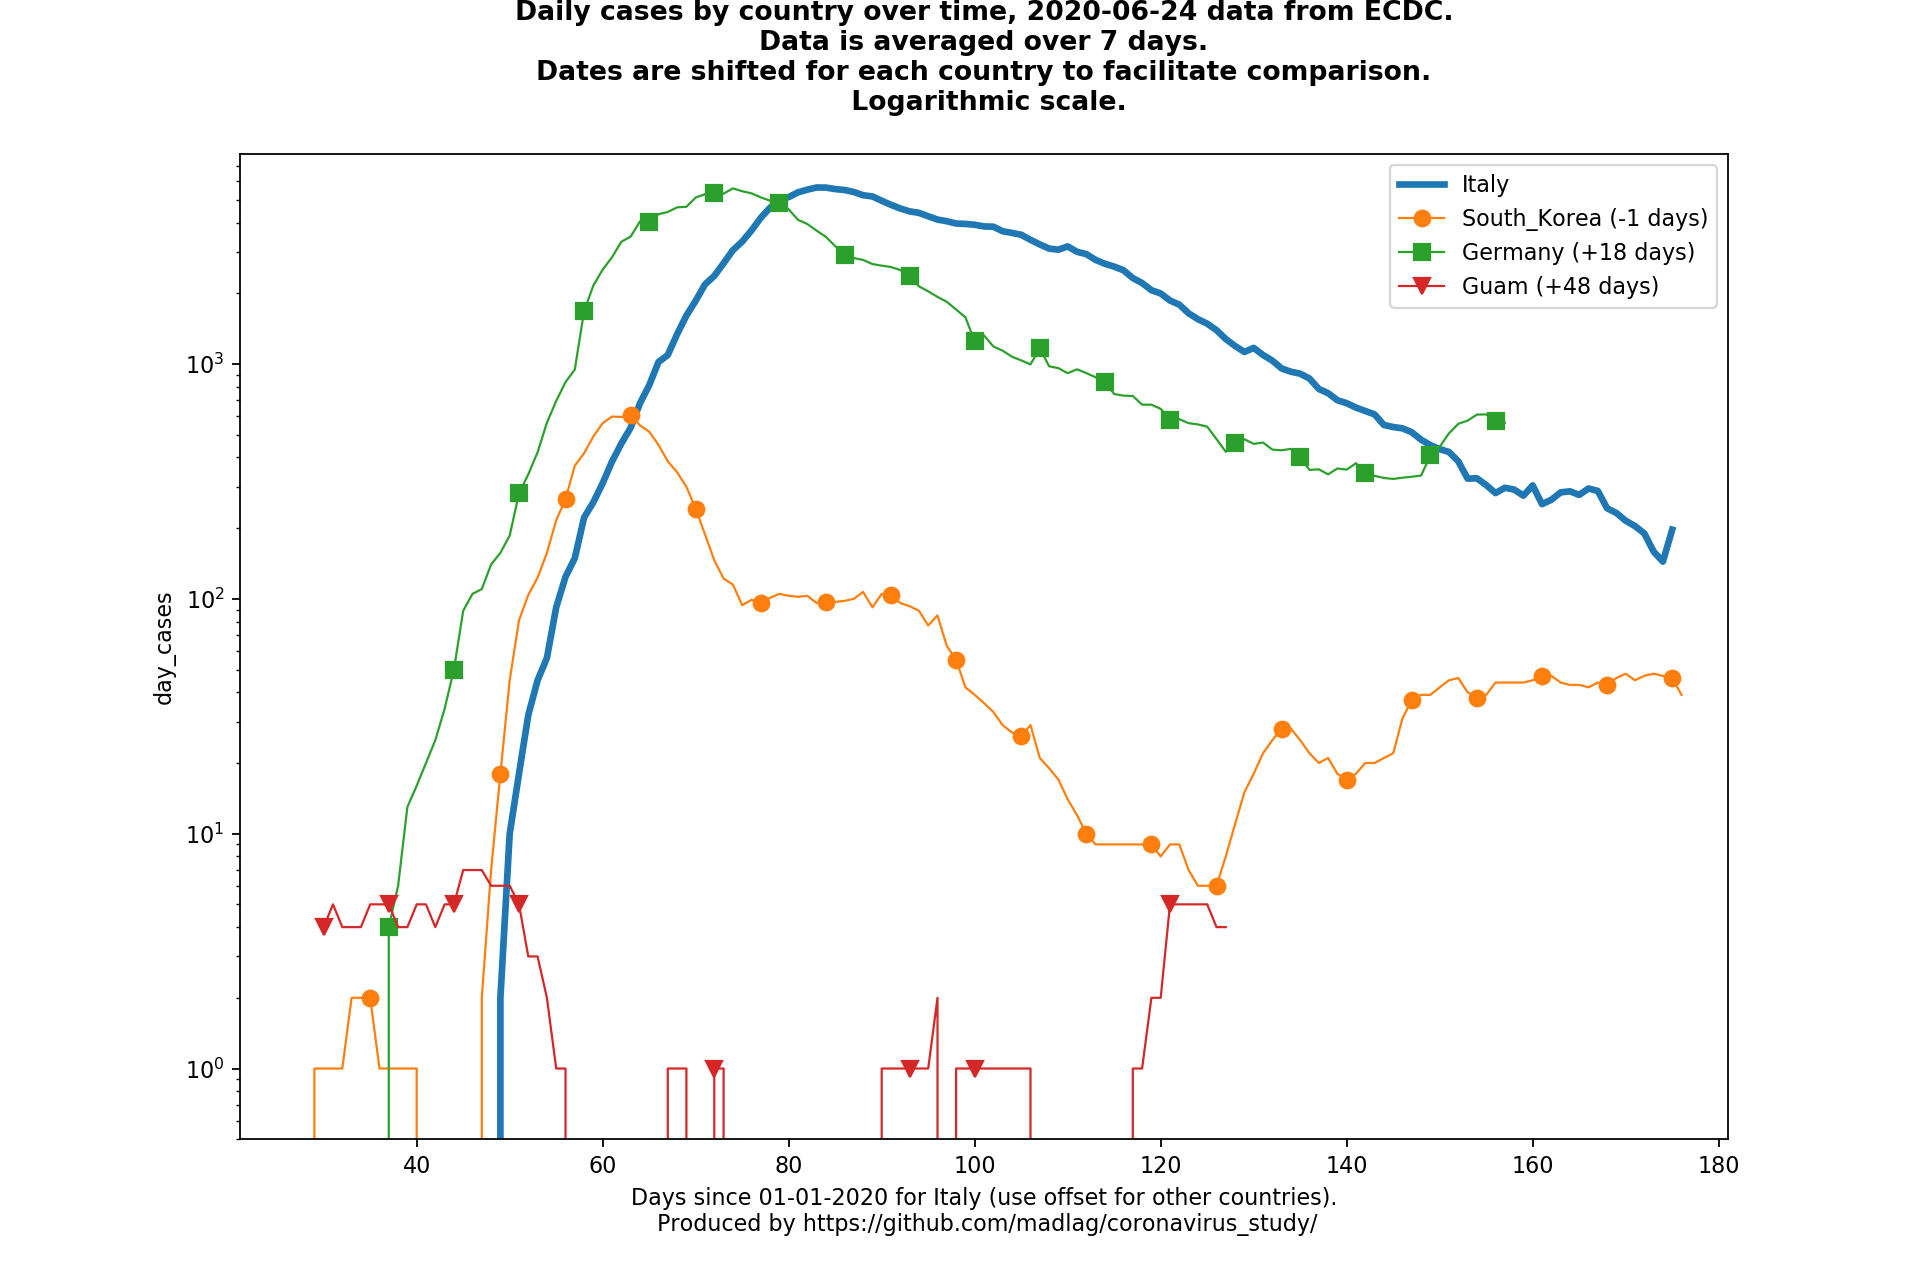 Daily cases by country over time, 2020-06-24 data from ECDC.
Data is averaged over 7 days.
Dates are shifted for each country to facilitate comparison.
Logarithmic scale.
Italy
South_Korea (-1 days)
Germany (+18 days)
Guam (+48 days)
day_cases
10³
10²
10¹
10⁰
40 60 80 100 120 140 160 180
Days since 01-01-2020 for Italy (use offset for other countries).
Produced by https://github.com/madlag/coronavirus_study/